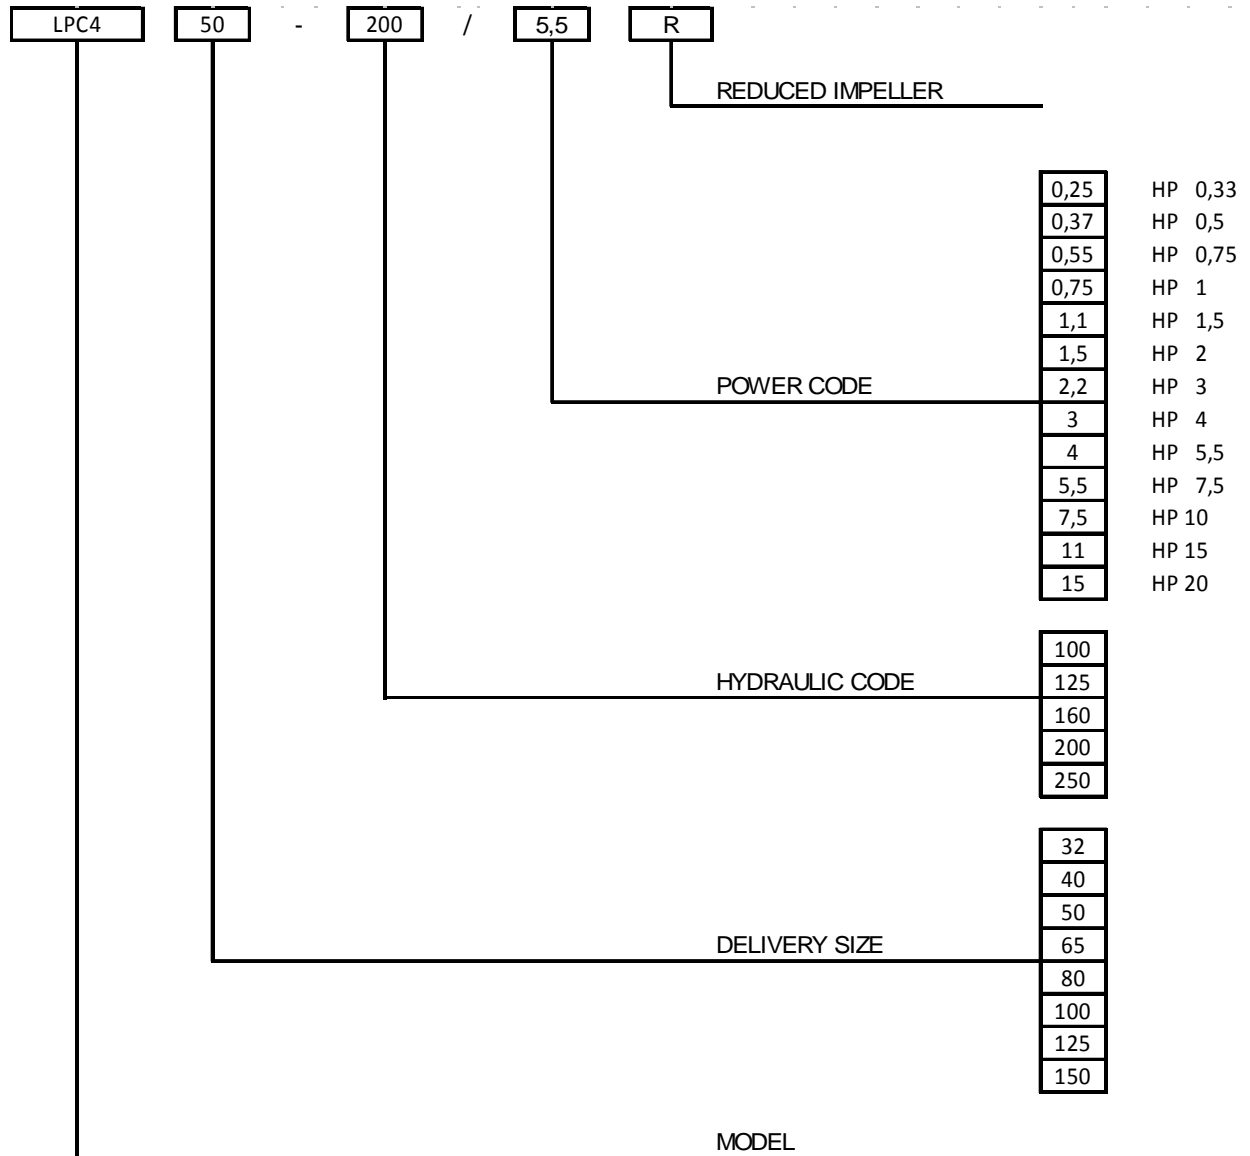 LPC4 50 - 200 / 5,5 R
REDUCED IMPELLER
0,25 HP 0,33
0,37 HP 0,5
0,55 HP 0,75
0,75 HP 1
1,1 HP 1,5
1,5 HP 2
POWER CODE 2,2 HP 3
3 HP 4
4 HP 5,5
5,5 HP 7,5
7,5 HP 10
11 HP 15
15 HP 20
100
HYDRAULIC CODE 125
160
200
250
32
40
50
DELIVERY SIZE 65
80
100
125
150
MODEL